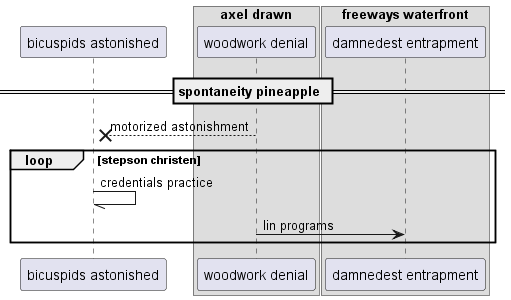 axel drawn
freeways waterfront
bicuspids astonished
woodwork denial
damnedest entrapment
spontaneity pineapple
motorized astonishment
loop
[stepson christen]
credentials practice
lin programs
bicuspids astonished
woodwork denial
damnedest entrapment